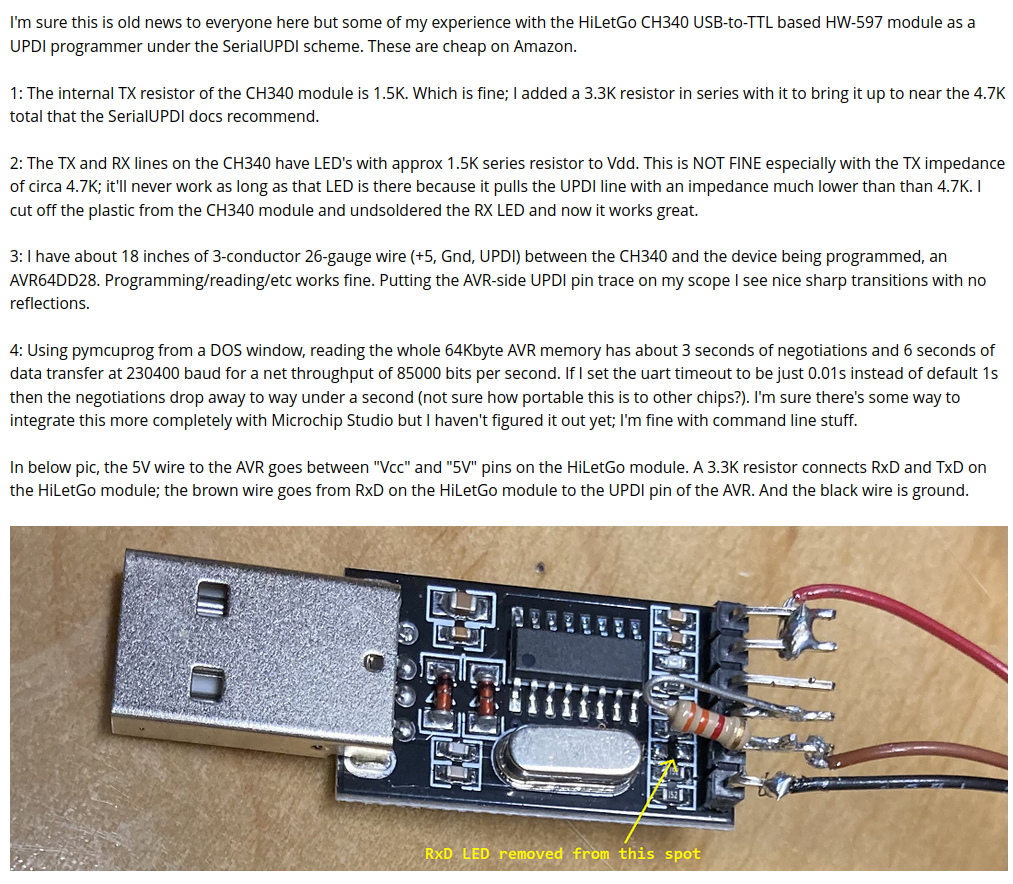 I'm sure this is old news to everyone here but some of my experience with the HiLetGo CH340 USB-to-TTL based HW-597 module as a
UPDI programmer under the SerialUPDI scheme. These are cheap on Amazon.
1: The internal TX resistor of the CH340 module is 1.5K. Which is fine; I added a 3.3K resistor in series with it to bring it up to near the 4.7K
total that the SerialUPDI docs recommend.
2: The TX and RX lines on the CH340 have LED's with approx 1.5K series resistor to Vdd. This is NOT FINE especially with the TX impedance
of circa 4.7K; it'll never work as long as that LED is there because it pulls the UPDI line with an impedance much lower than than 4.7K. I
cut off the plastic from the CH340 module and undsoldered the RX LED and now it works great.
3: I have about 18 inches of 3-conductor 26-gauge wire (+5, Gnd, UPDI) between the CH340 and the device being programmed, an
AVR64DD28. Programming/reading/etc works fine. Putting the AVR-side UPDI pin trace on my scope I see nice sharp transitions with no
reflections.
4: Using pymcuprog from a DOS window, reading the whole 64Kbyte AVR memory has about 3 seconds of negotiations and 6 seconds of
data transfer at 230400 baud for a net throughput of 85000 bits per second. If I set the uart timeout to be just 0.01s instead of default 1s
then the negotiations drop away to way under a second (not sure how portable this is to other chips?). I'm sure there's some way to
integrate this more completely with Microchip Studio but I haven't figured it out yet; I'm fine with command line stuff.
In below pic, the 5V wire to the AVR goes between "Vcc" and "5V" pins on the HiLetGo module. A 3.3K resistor connects RxD and TxD on
the HiLetGo module; the brown wire goes from RxD on the HiLetGo module to the UPDI pin of the AVR. And the black wire is ground.
152
RxD LED removed from this spot